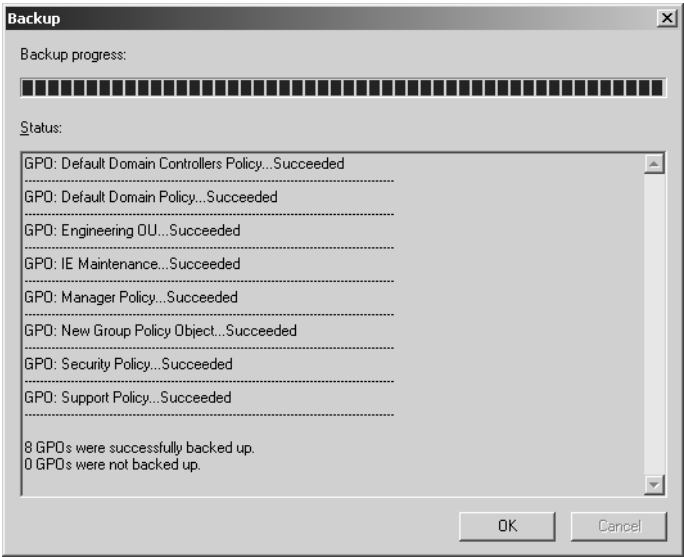 Backup
Backup progress:
Status:
GPO: Default Domain Controllers Policy...Succeeded
--------------------------------------------------------------------------------------------
GPO: Default Domain Policy...Succeeded
--------------------------------------------------------------------------------------------
GPO: Engineering OU...Succeeded
--------------------------------------------------------------------------------------------
GPO: IE Maintenance...Succeeded
--------------------------------------------------------------------------------------------
GPO: Manager Policy...Succeeded
--------------------------------------------------------------------------------------------
GPO: New Group Policy Object...Succeeded
--------------------------------------------------------------------------------------------
GPO: Security Policy...Succeeded
--------------------------------------------------------------------------------------------
GPO: Support Policy...Succeeded
--------------------------------------------------------------------------------------------
8 GPOs were successfully backed up.
0 GPOs were not backed up.
OK Cancel